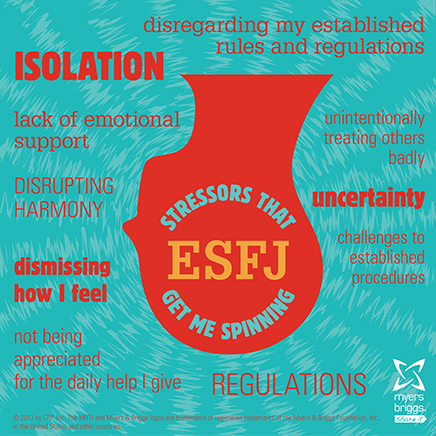 disregarding my established
rules and regulations
ISOLATION
lack of emotional
support
unintentionally
treating others
badly
DISRUPTING
HARMONY
STRESSORS THAT
ESFJ
GET ME SPINNING
uncertainty
challenges to
established
procedures
dismissing
how I feel
not being
appreciated
for the daily help I give
REGULATIONS
myers
briggs
share it
© 2013 by CPP, Inc. The MBTI and Myers & Briggs logos are trademarks or registered trademarks of the Myers & Briggs Foundation, Inc.,
in the United States and other countries.